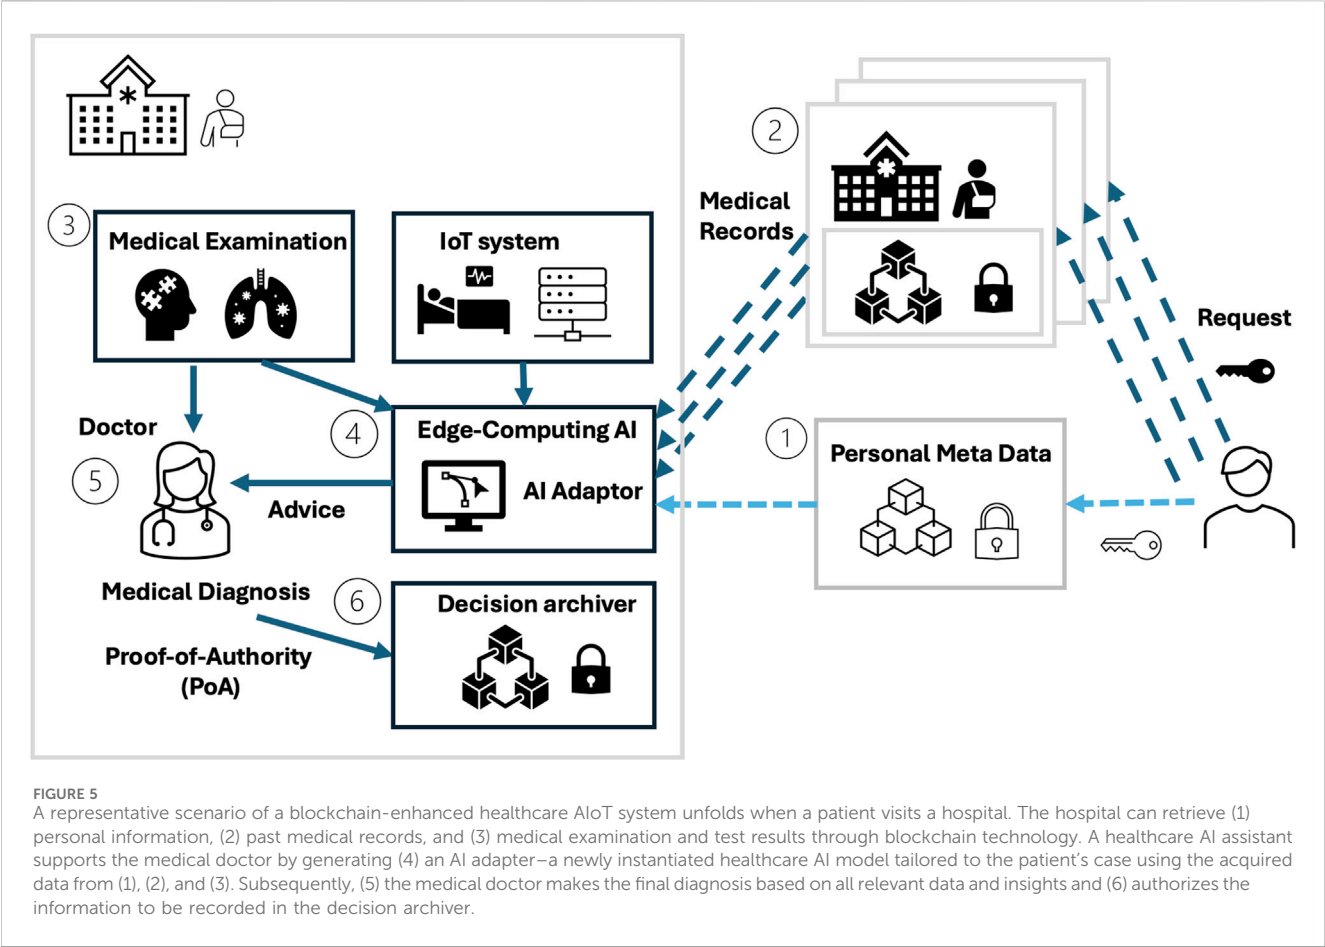 3
Medical Examination
IoT system
2
Medical
Records
Request
Doctor
5
4
Edge-Computing AI
AI Adaptor
Advice
1
Personal Meta Data
Medical Diagnosis
6
Decision archiver
Proof-of-Authority
(PoA)
FIGURE 5
A representative scenario of a blockchain-enhanced healthcare AIoT system unfolds when a patient visits a hospital. The hospital can retrieve (1)
personal information, (2) past medical records, and (3) medical examination and test results through blockchain technology. A healthcare AI assistant
supports the medical doctor by generating (4) an AI adapter–a newly instantiated healthcare AI model tailored to the patient's case using the acquired
data from (1), (2), and (3). Subsequently, (5) the medical doctor makes the final diagnosis based on all relevant data and insights and (6) authorizes the
information to be recorded in the decision archiver.